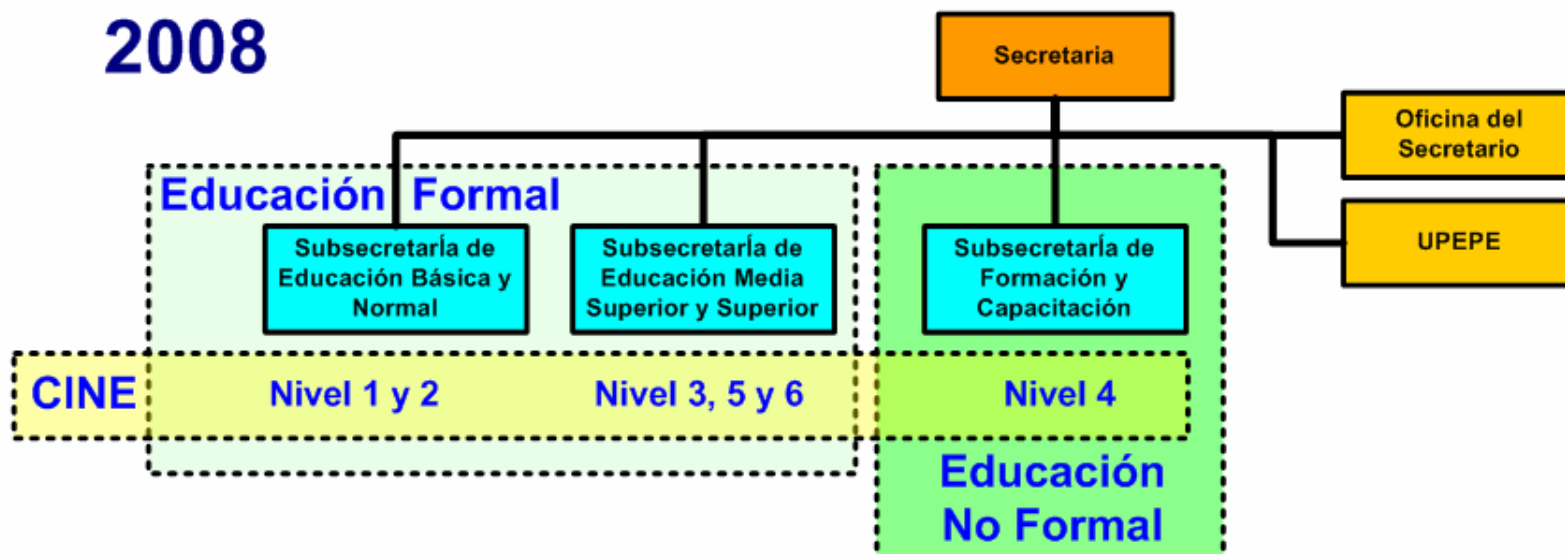 2008
Secretaria
Oficina del
Secretario
UPEPE
Educación Formal
SubsecretarÍa de
Educación Básica y
Normal
SubsecretarÍa de
Educación Media
Superior y Superior
SubsecretarÍa de
Formación y
Capacitación
CINE
Nivel 1 y 2
Nivel 3, 5 y 6
Nivel 4
Educación
No Formal